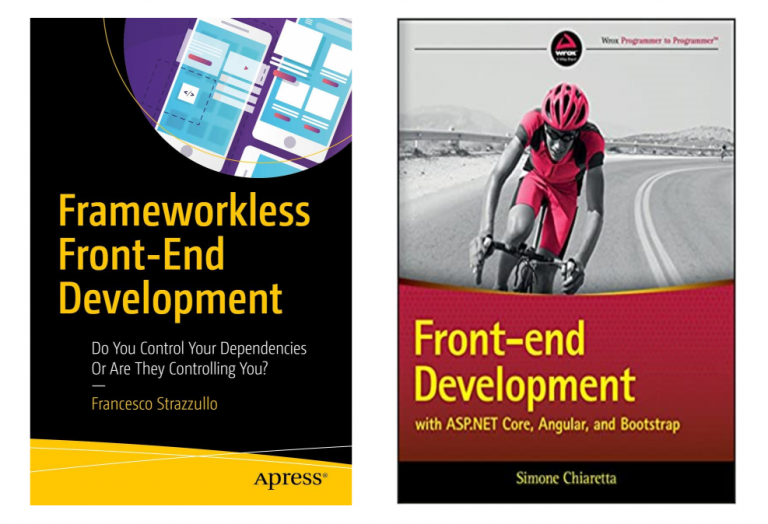 Frameworkless
Front-End
Development
Do You Control Your Dependencies
Or Are They Controlling You?
Francesco Strazzullo
Apress®
wrox
Wrox Programmer to Programmer™
Front-end
Development
with ASP.NET Core, Angular, and Bootstrap
Simone Chiaretta